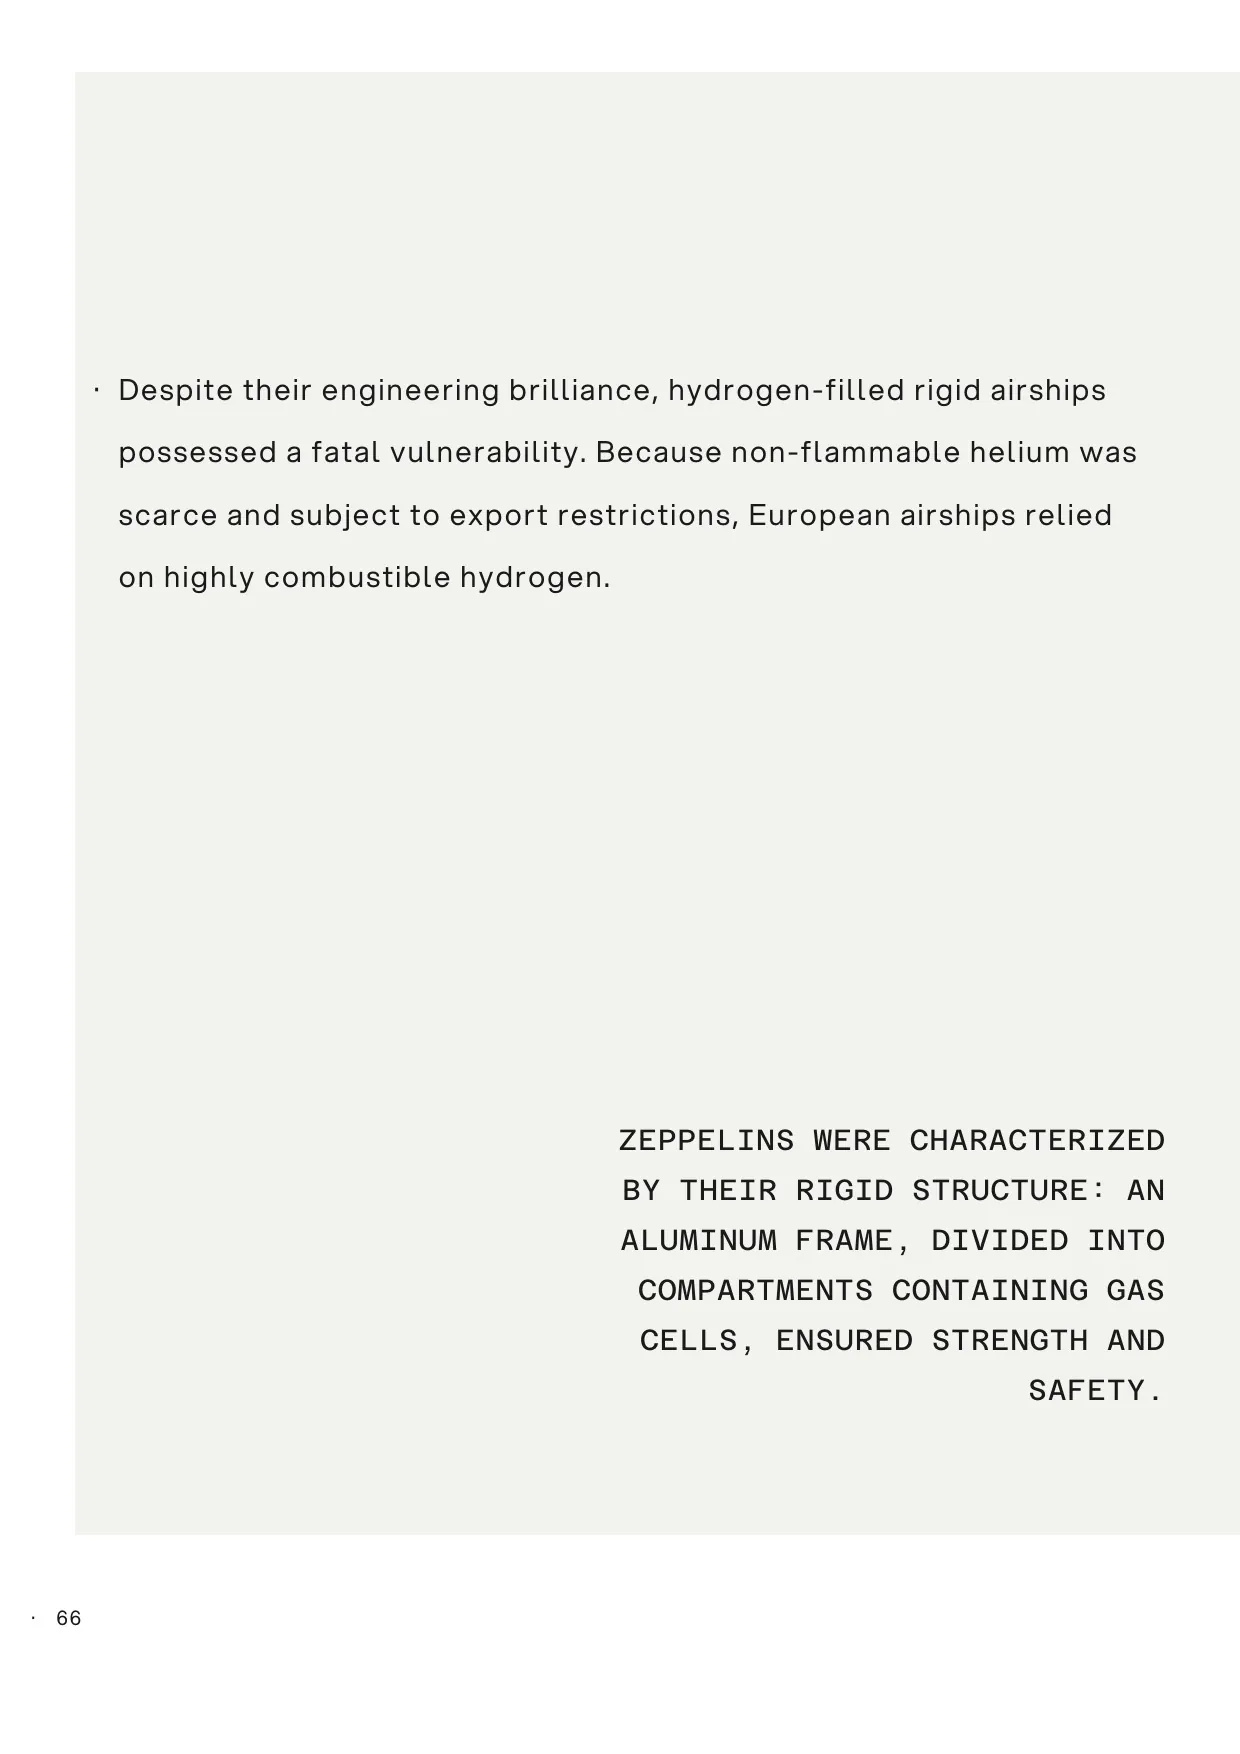 · Despite their engineering brilliance, hydrogen-filled rigid airships
possessed a fatal vulnerability. Because non-flammable helium was
scarce and subject to export restrictions, European airships relied
on highly combustible hydrogen.
ZEPPELINS WERE CHARACTERIZED
BY THEIR RIGID STRUCTURE: AN
ALUMINUM FRAME, DIVIDED INTO
COMPARTMENTS CONTAINING GAS
CELLS, ENSURED STRENGTH AND
SAFETY.
· 66